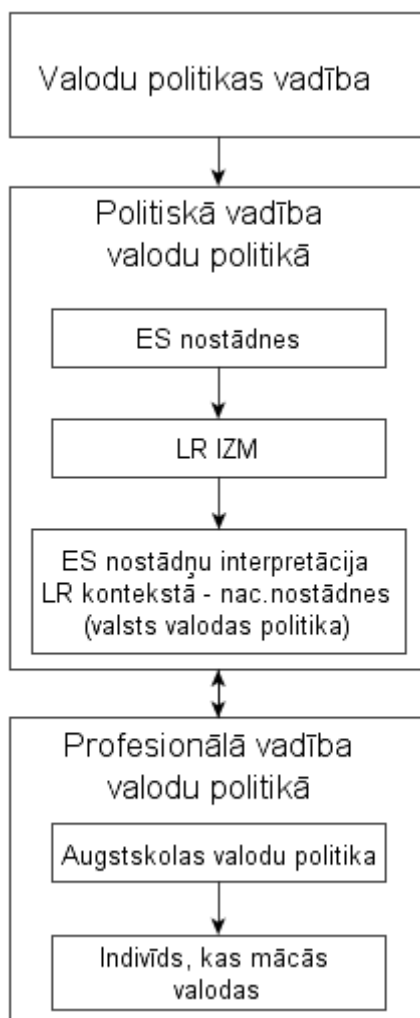 Valodu politikas vadība
Politiskā vadība
valodu politikā
ES nostādnes
LR IZM
ES nostādņu interpretācija
LR kontekstā - nac.nostādnes
(valsts valodas politika)
Profesionālā vadība
valodu politikā
Augstskolas valodu politika
Indivīds, kas mācās
valodas